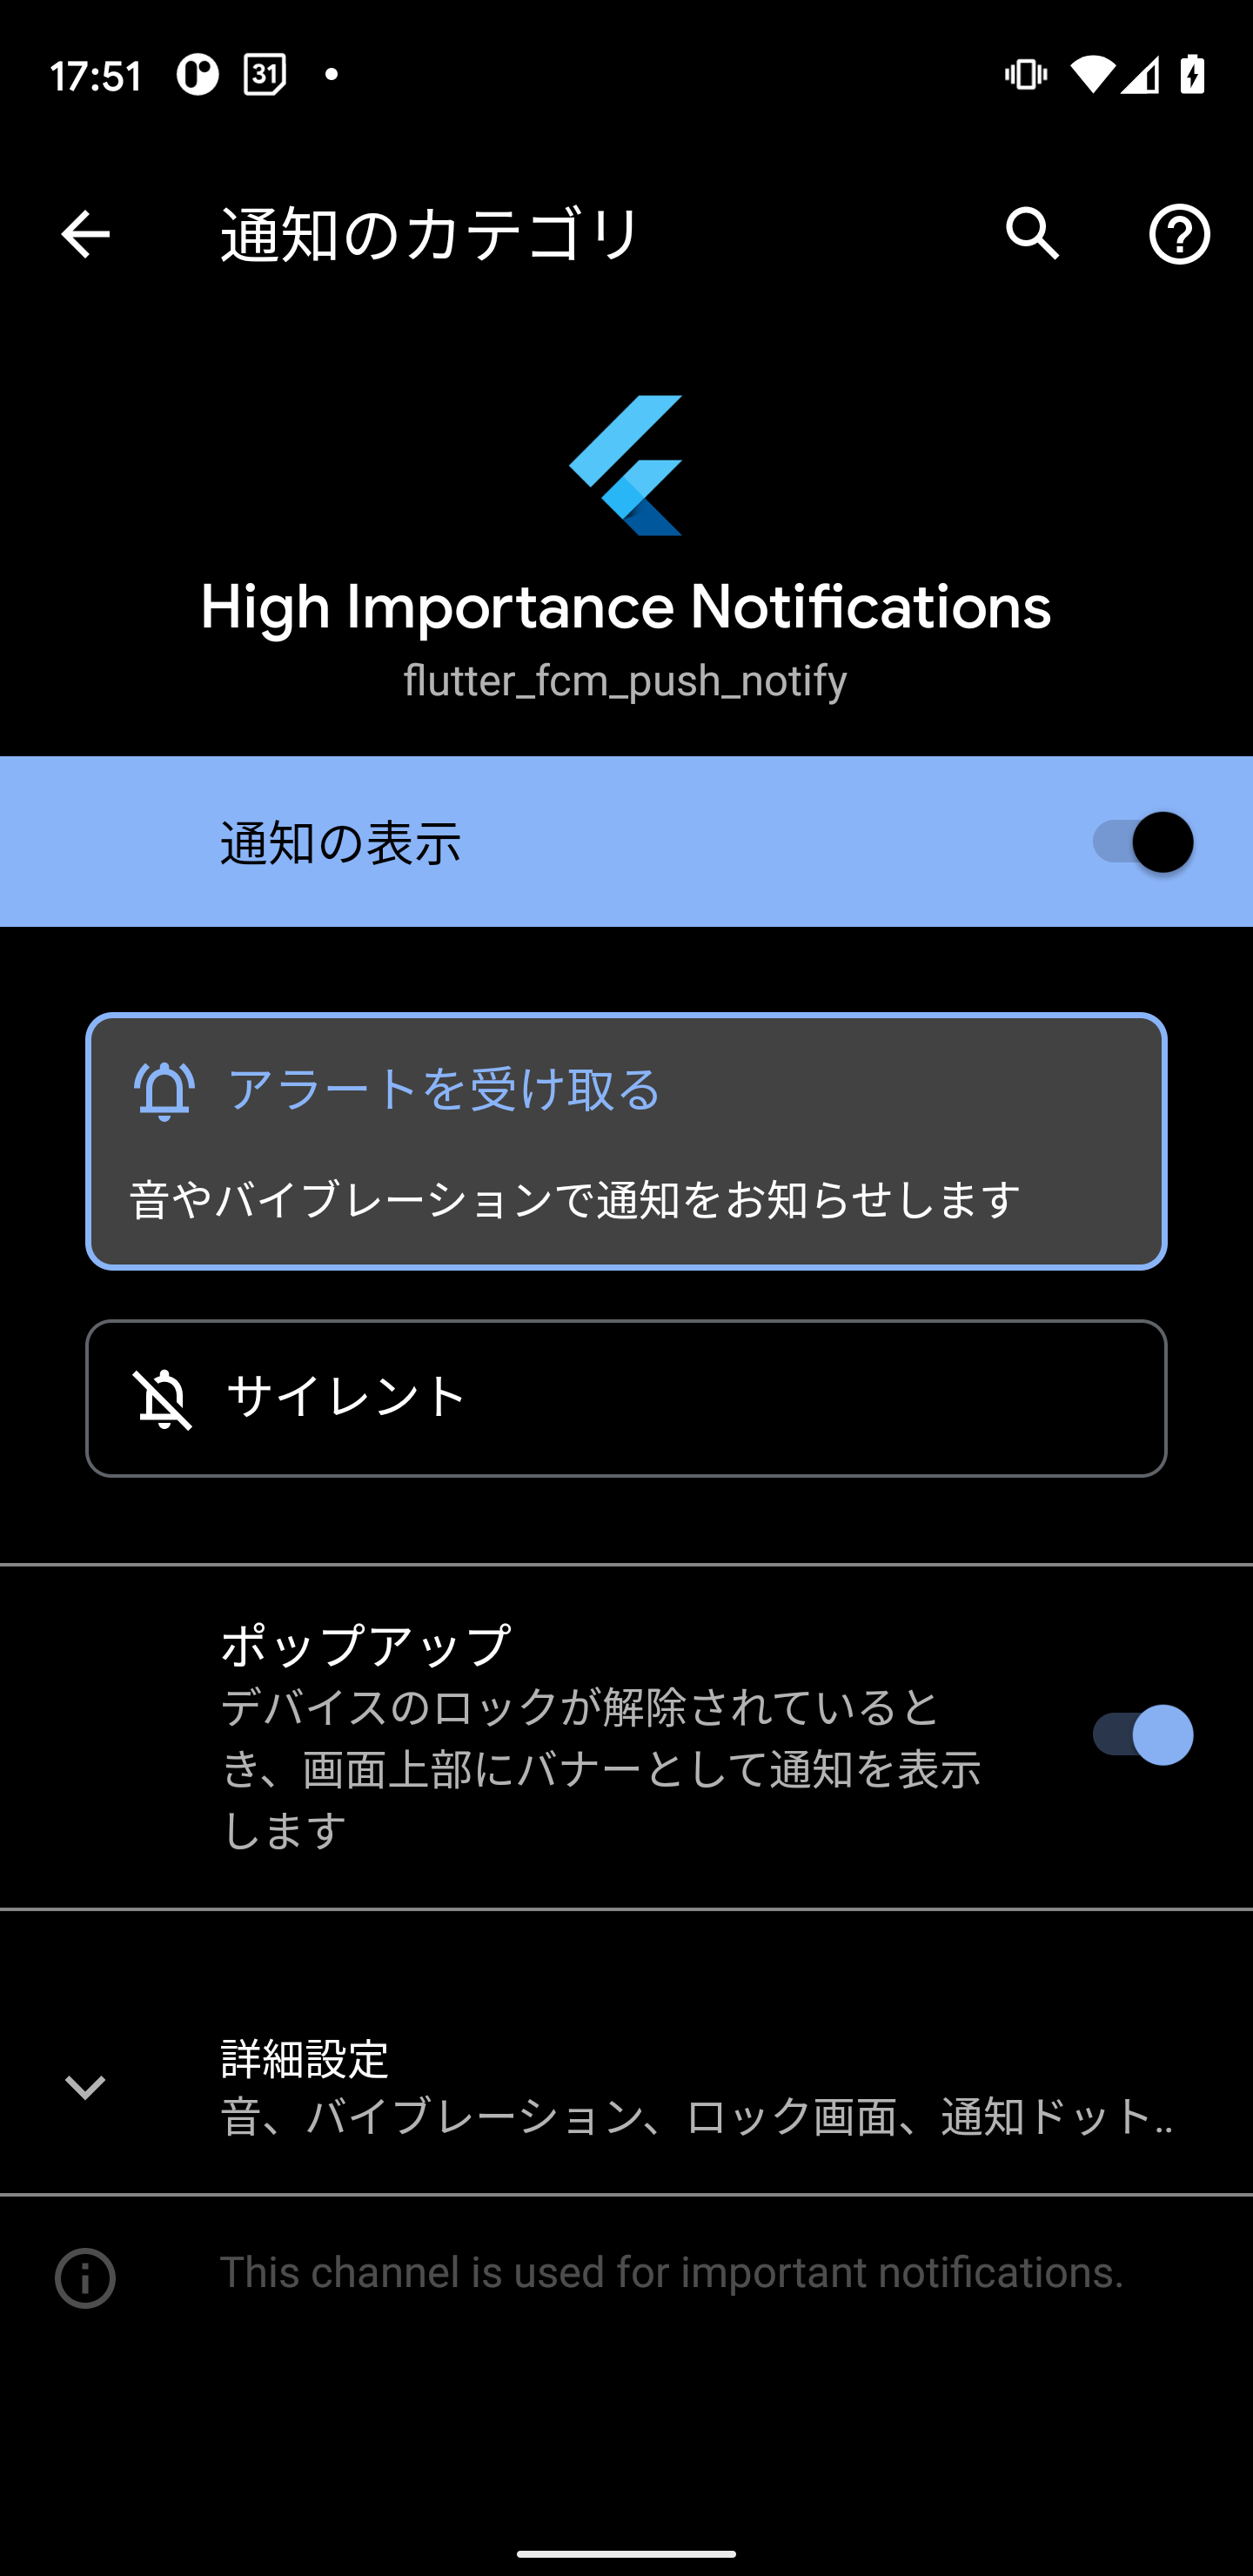 17:51
31
通知のカテゴリ
High Importance Notifications
flutter_fcm_push_notify
通知の表示
アラートを受け取る
音やバイブレーションで通知をお知らせします
サイレント
ポップアップ
デバイスのロックが解除されていると
き、画面上部にバナーとして通知を表示
します
詳細設定
音、バイブレーション、ロック画面、通知ドット..
This channel is used for important notifications.